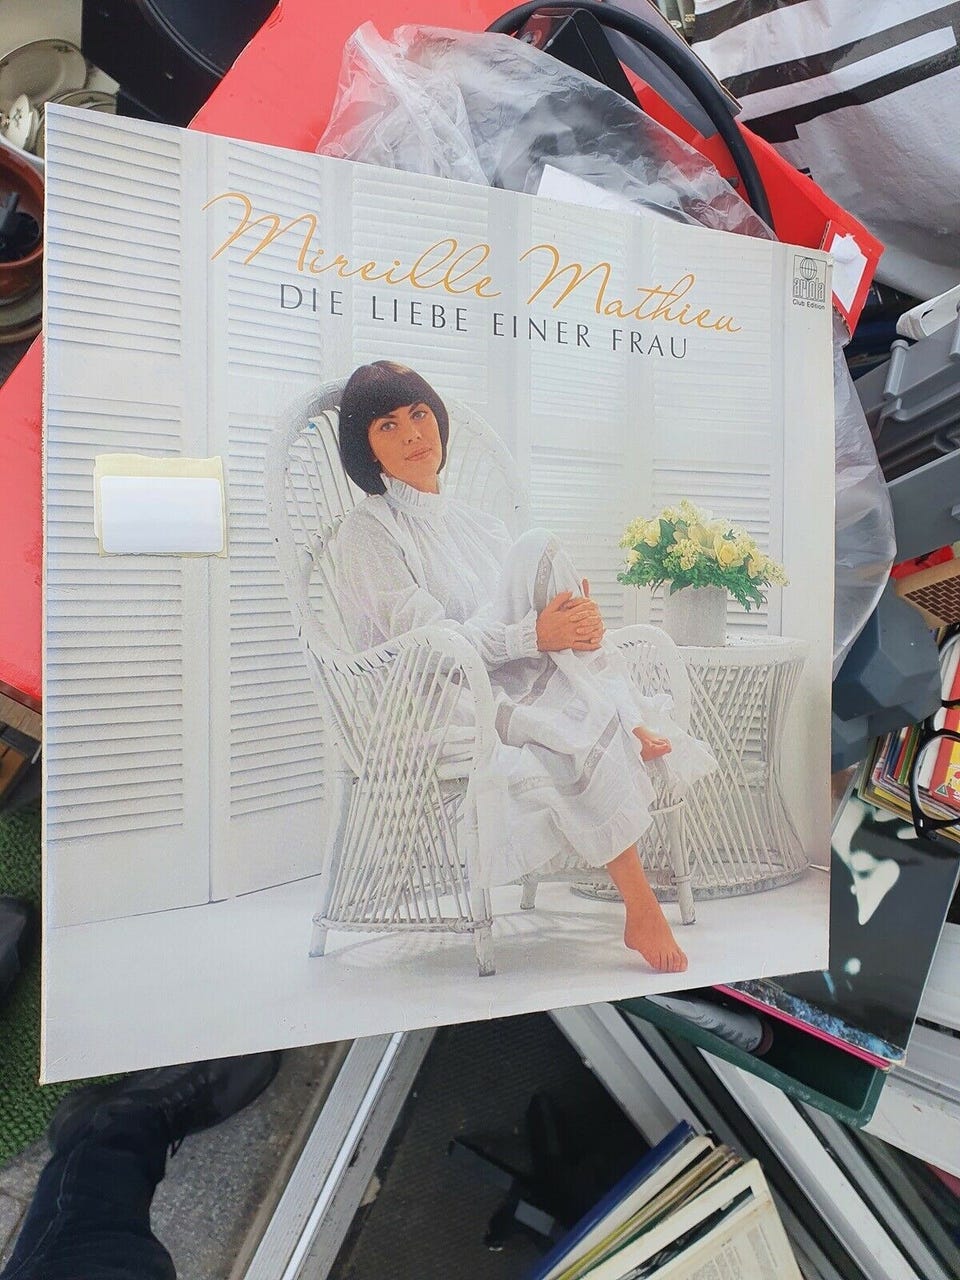 Mireille Mathieu
DIE LIEBE EINER FRAU
ariola
Club Edition